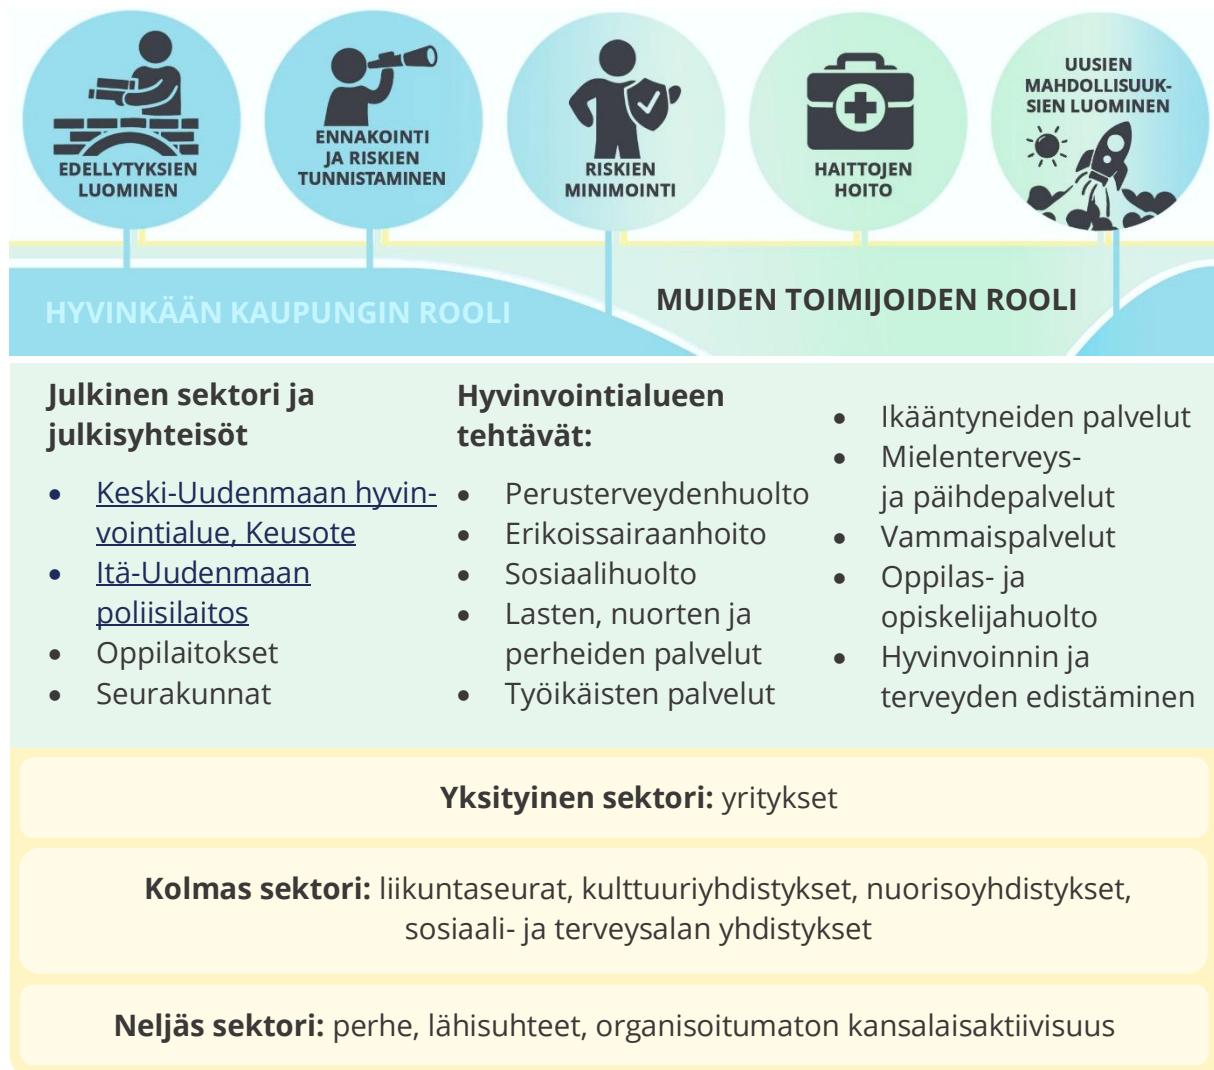 EDELLYTYKSIEN
LUOMINEN
ENNAKOINTI
JA RISKIEN
TUNNISTAMINEN
RISKIEN
MINIMOINTI
HAITTOJEN
HOITO
UUSIEN
MAHDOLLISUUK-
SIEN LUOMINEN
HYVINKÄÄN KAUPUNGIN ROOLI
MUIDEN TOIMIJOIDEN ROOLI
Julkinen sektori ja
julkisyhteisöt
• Keski-Uudenmaan hyvin-
vointialue, Keusote
• Itä-Uudenmaan
poliisilaitos
• Oppilaitokset
• Seurakunnat
Hyvinvointialueen
tehtävät:
• Perusterveydenhuolto
• Erikoissairaanhoito
• Sosiaalihuolto
• Lasten, nuorten ja
perheiden palvelut
• Työikäisten palvelut
• Ikääntyneiden palvelut
• Mielenterveys-
ja päihdepalvelut
• Vammaispalvelut
• Oppilas- ja
opiskelijahuolto
• Hyvinvoinnin ja
terveyden edistäminen
Yksityinen sektori: yritykset
Kolmas sektori: liikuntaseurat, kulttuuriyhdistykset, nuorisoyhdistykset,
sosiaali- ja terveysalan yhdistykset
Neljäs sektori: perhe, lähisuhteet, organisoitumaton kansalaisaktiivisuus